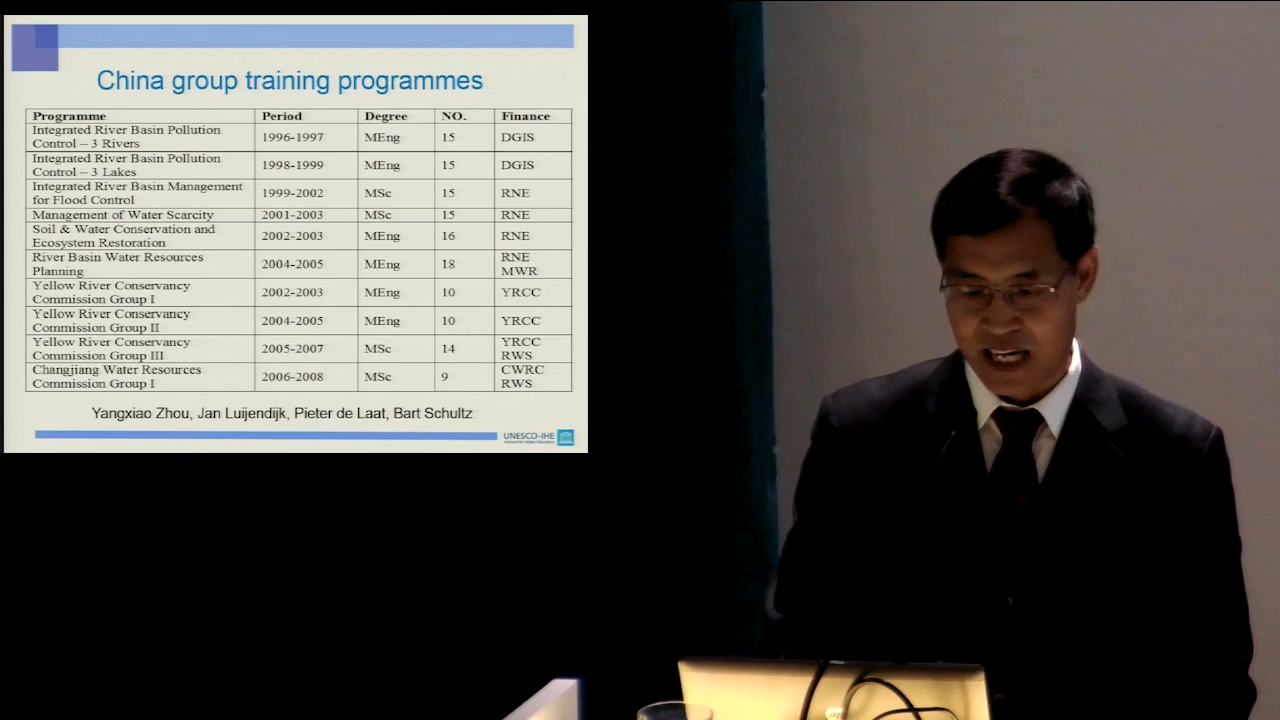 China group training programmes
Programme Period Degree NO. Finance
Integrated River Basin Pollution
Control – 3 Rivers 1996-1997 MEng 15 DGIS
Integrated River Basin Pollution
Control – 3 Lakes 1998-1999 MEng 15 DGIS
Integrated River Basin Management
for Flood Control 1999-2002 MSc 15 RNE
Management of Water Scarcity 2001-2003 MSc 15 RNE
Soil & Water Conservation and
Ecosystem Restoration 2002-2003 MEng 16 RNE
River Basin Water Resources
Planning 2004-2005 MEng 18 RNE
MWR
Yellow River Conservancy
Commission Group I 2002-2003 MEng 10 YRCC
Yellow River Conservancy
Commission Group II 2004-2005 MEng 10 YRCC
Yellow River Conservancy
Commission Group III 2005-2007 MSc 14 YRCC
RWS
Changjiang Water Resources
Commission Group I 2006-2008 MSc 9 CWRC
RWS
Yangxiao Zhou, Jan Luijendijk, Pieter de Laat, Bart Schultz
UNESCO-IHE